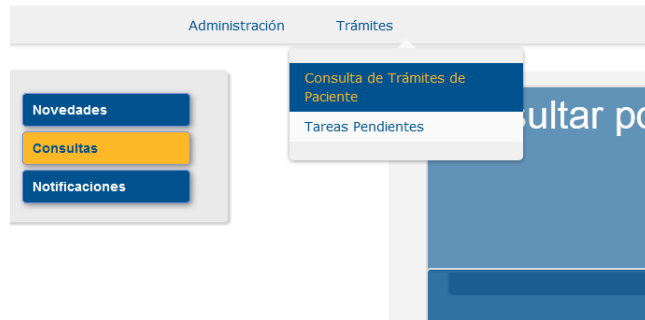 Administración Trámites
Consulta de Trámites de
Paciente
Tareas Pendientes
Novedades
Consultas
Notificaciones